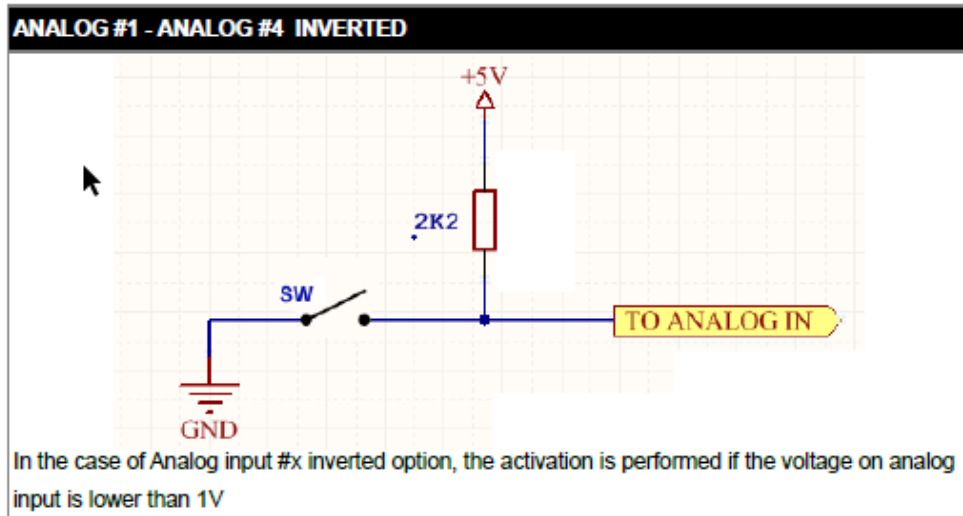 ANALOG #1 - ANALOG #4 INVERTED
+5V
2K2
SW
TO ANALOG IN
GND
In the case of Analog input #x inverted option, the activation is performed if the voltage on analog
input is lower than 1V